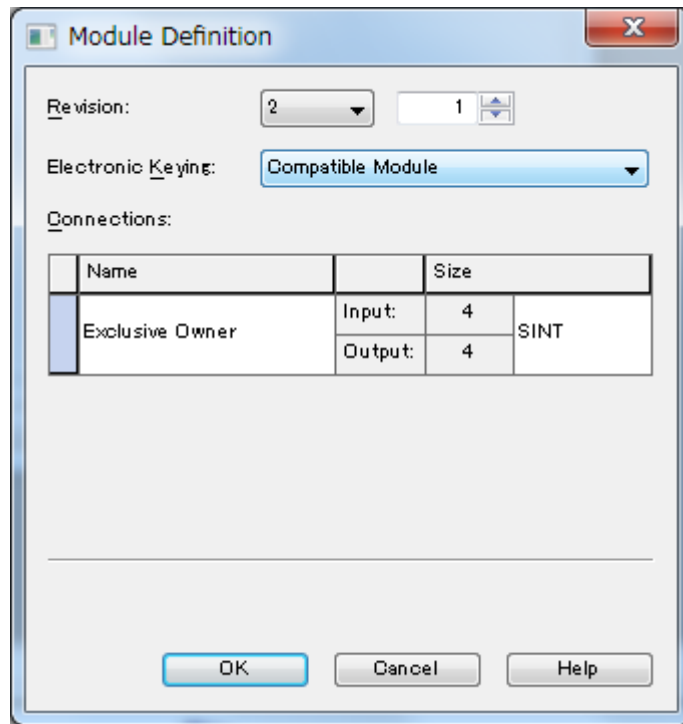 Module Definition
Revision: 2 1
Electronic Keying: Compatible Module
Connections:
Name Size
Exclusive Owner Input: 4 SINT
Output: 4
OK Cancel Help